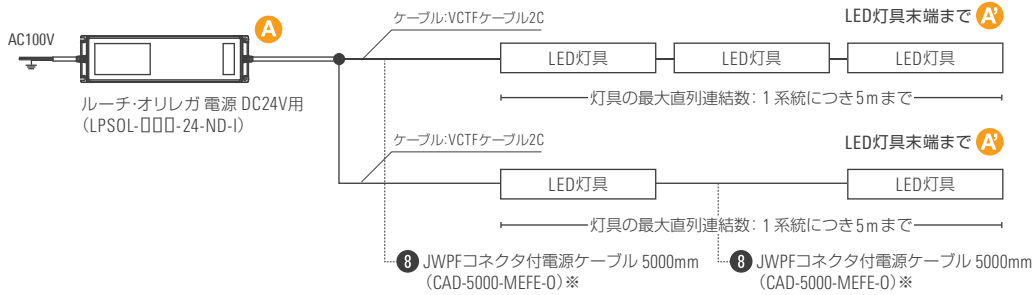 ケーブル:VCTFケーブル2C
LED灯具末端まで A'
AC100V
A
LED灯具
LED灯具
LED灯具
ルーチ・オリレガ 電源 DC24V用
(LPSOL-□□□-24-ND-I)
灯具の最大直列連結数: 1系統につき5mまで
ケーブル:VCTFケーブル2C
LED灯具末端まで A'
LED灯具
LED灯具
灯具の最大直列連結数: 1系統につき5mまで
8 JWPFコネクタ付電源ケーブル 5000mm
(CAD-5000-MEFE-O)※
8 JWPFコネクタ付電源ケーブル 5000mm
(CAD-5000-MEFE-O)※